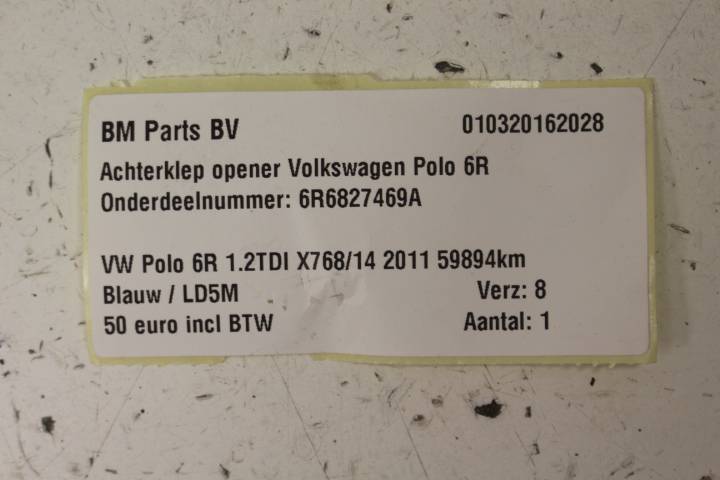 BM Parts BV 010320162028
Achterklep opener Volkswagen Polo 6R
Onderdeelnummer: 6R6827469A
VW Polo 6R 1.2TDI X768/14 2011 59894km
Blauw / LD5M Verz: 8
50 euro incl BTW Aantal: 1